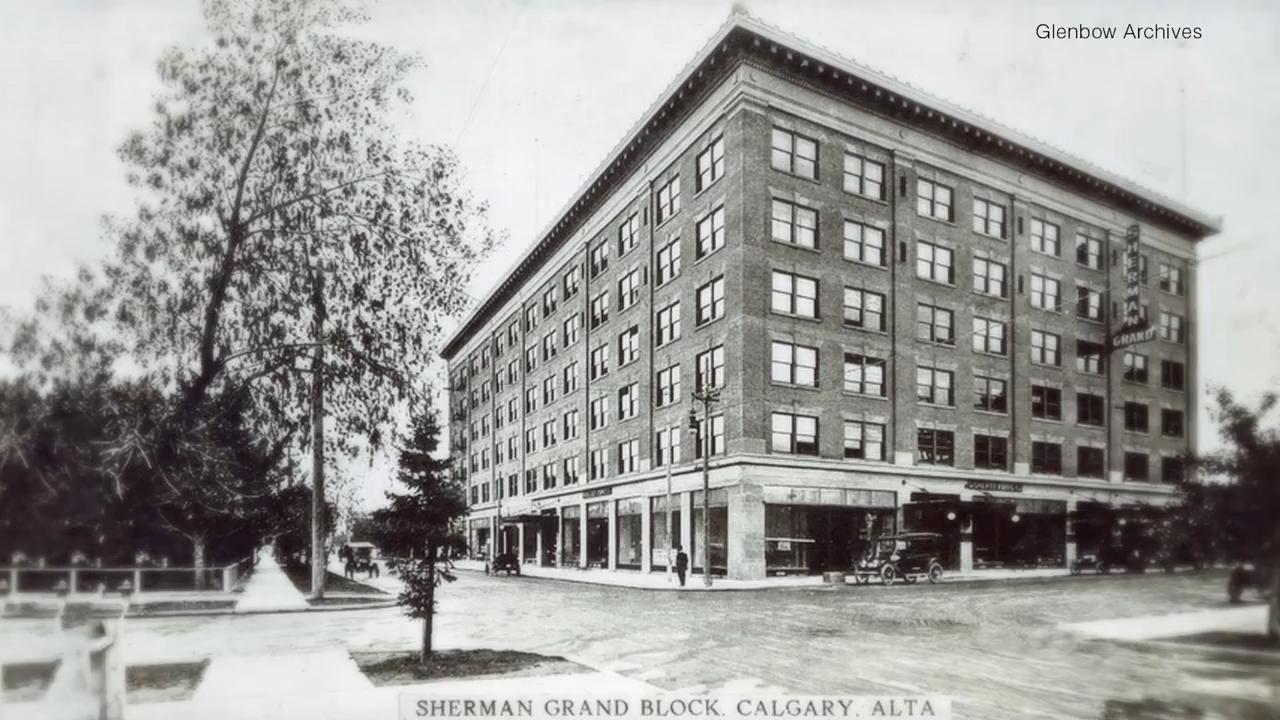 Glenbow Archives
SHERMAN
GRAND
SHERMAN GRAND BLOCK. CALGARY, ALTA